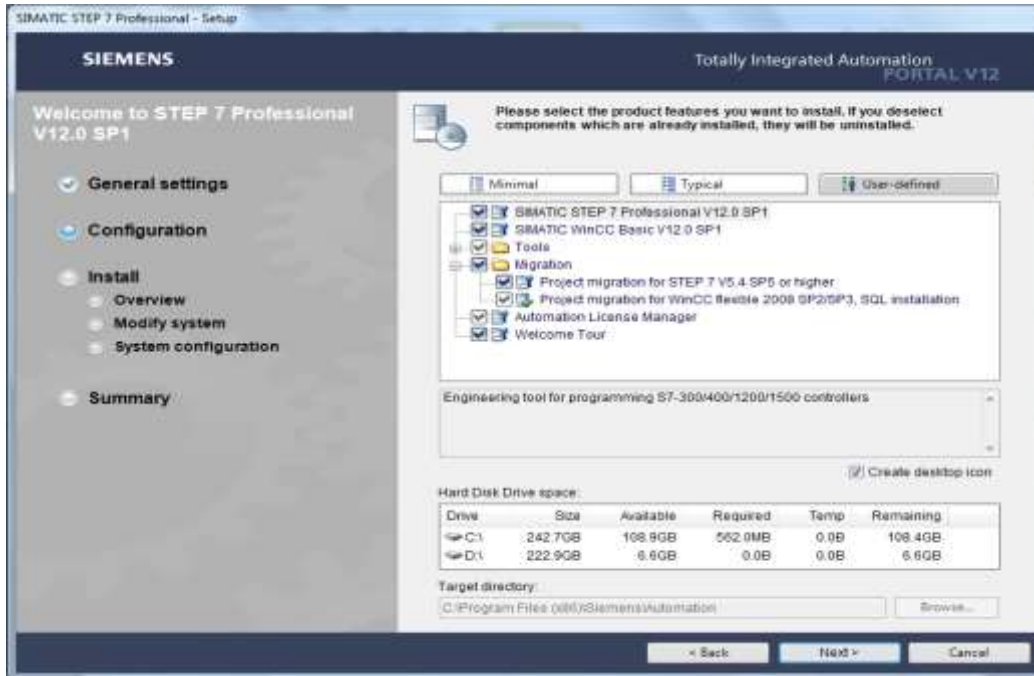 SIMATIC STEP 7 Professional - Setup
SIEMENS
Totally Integrated Automation
PORTAL V12
Welcome to STEP 7 Professional
V12.0 SP1
General settings
Configuration
Install
Overview
Modify system
System configuration
Summary
Please select the product features you want to install. If you deselect
components which are already installed, they will be uninstalled.
Minimal
Typical
User-defined
SIMATIC STEP 7 Professional V12.0 SP1
SIMATIC WinCC Basic V12.0 SP1
Tools
Migration
Project migration for STEP 7 V5.4 SP5 or higher
Project migration for WinCC flexible 2008 SP2/SP3, SQL installation
Automation License Manager
Welcome Tour
Engineering tool for programming S7-300/400/1200/1500 controllers
Create desktop icon
Hard Disk Drive space:
Drive Size Available Required Temp Remaining
C:\ 242.7GB 108.9GB 562.0MB 0.0B 108.4GB
D:\ 222.9GB 6.6GB 0.0B 0.0B 6.6GB
Target directory:
C:\Program Files (x86)\Siemens\Automation
Browse...
< Back
Next >
Cancel